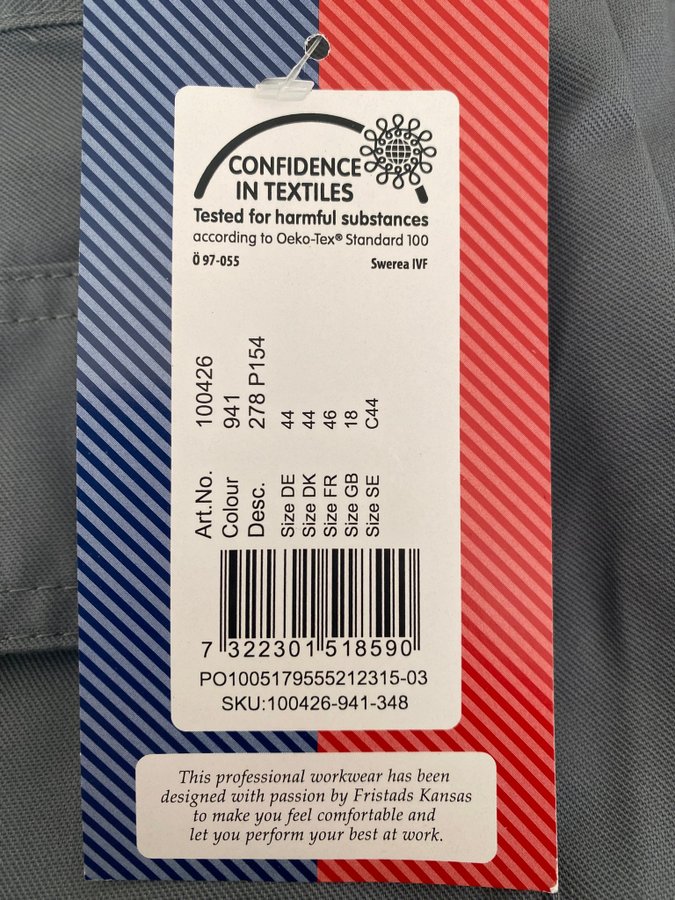 CONFIDENCE
IN TEXTILES
Tested for harmful substances
according to Oeko-Tex® Standard 100
Ö 97-055 Swerea IVF
Art.No. 100426
Colour 941
Desc. 278 P154
Size DE 44
Size DK 44
Size FR 46
Size GB 18
Size SE C44
7 322301 518590
PO1005179555212315-03
SKU:100426-941-348
This professional workwear has been
designed with passion by Fristads Kansas
to make you feel comfortable and
let you perform your best at work.